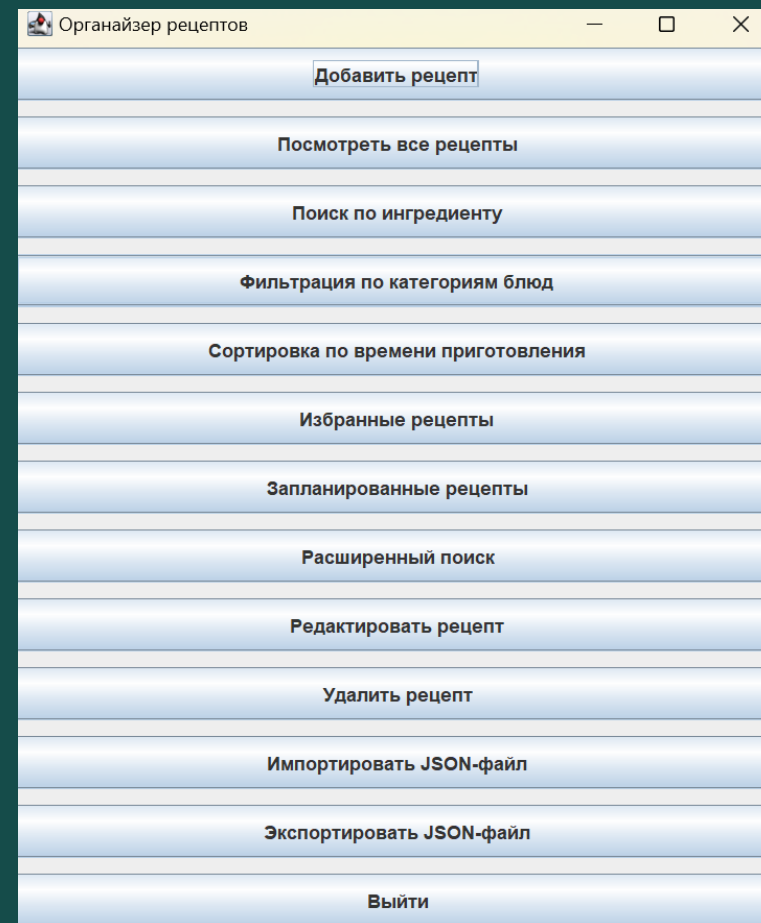 Органайзер рецептов
Добавить рецепт
Посмотреть все рецепты
Поиск по ингредиенту
Фильтрация по категориям блюд
Сортировка по времени приготовления
Избранные рецепты
Запланированные рецепты
Расширенный поиск
Редактировать рецепт
Удалить рецепт
Импортировать JSON-файл
Экспортировать JSON-файл
Выйти